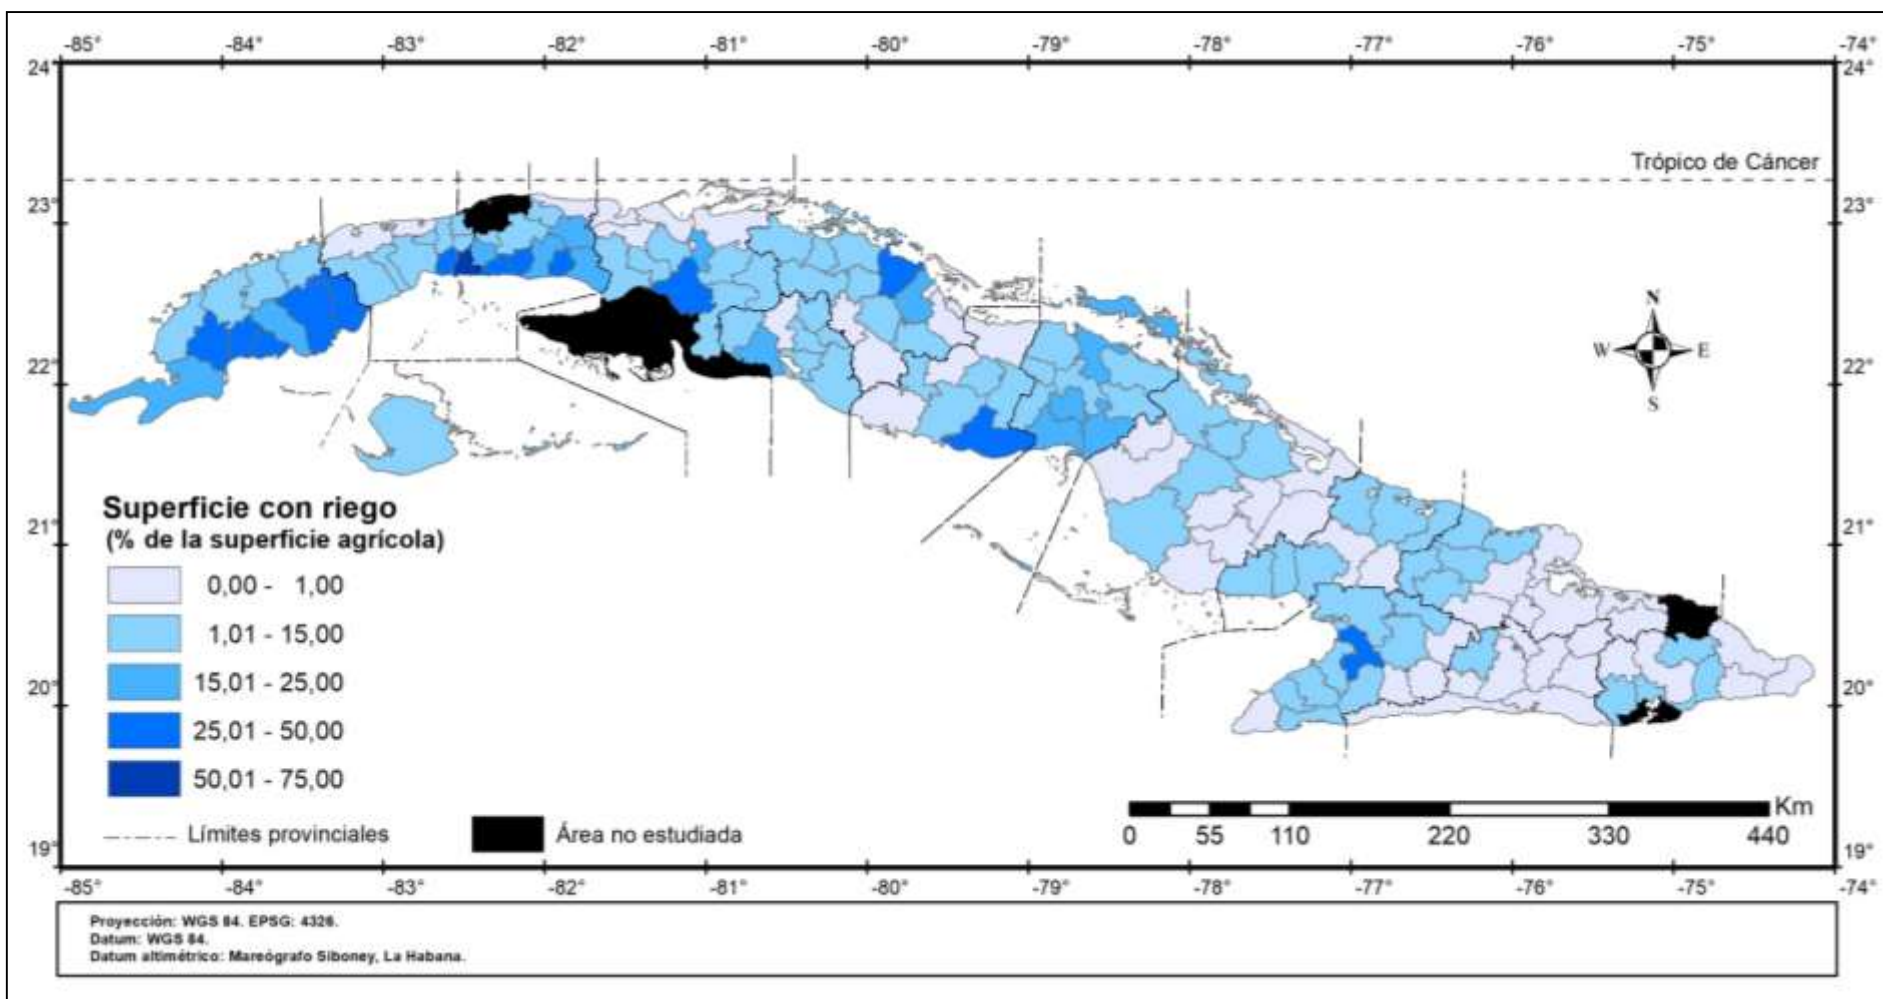 -85° -84° -83° -82° -81° -80° -79° -78° -77° -76° -75° -74°
24° 24°
Trópico de Cáncer
23° 23°
N
W E
S
22° 22°
Superficie con riego
(% de la superficie agrícola)
21° 21°
0,00 - 1,00
1,01 - 15,00
15,01 - 25,00
20° 20°
25,01 - 50,00
50,01 - 75,00
Límites provinciales Área no estudiada
Km
0 55 110 220 330 440
19° 19°
-85° -84° -83° -82° -81° -80° -79° -78° -77° -76° -75° -74°
Proyección: WGS 84. EPSG: 4326.
Datum: WGS 84.
Datum altimétrico: Mareógrafo Siboney, La Habana.